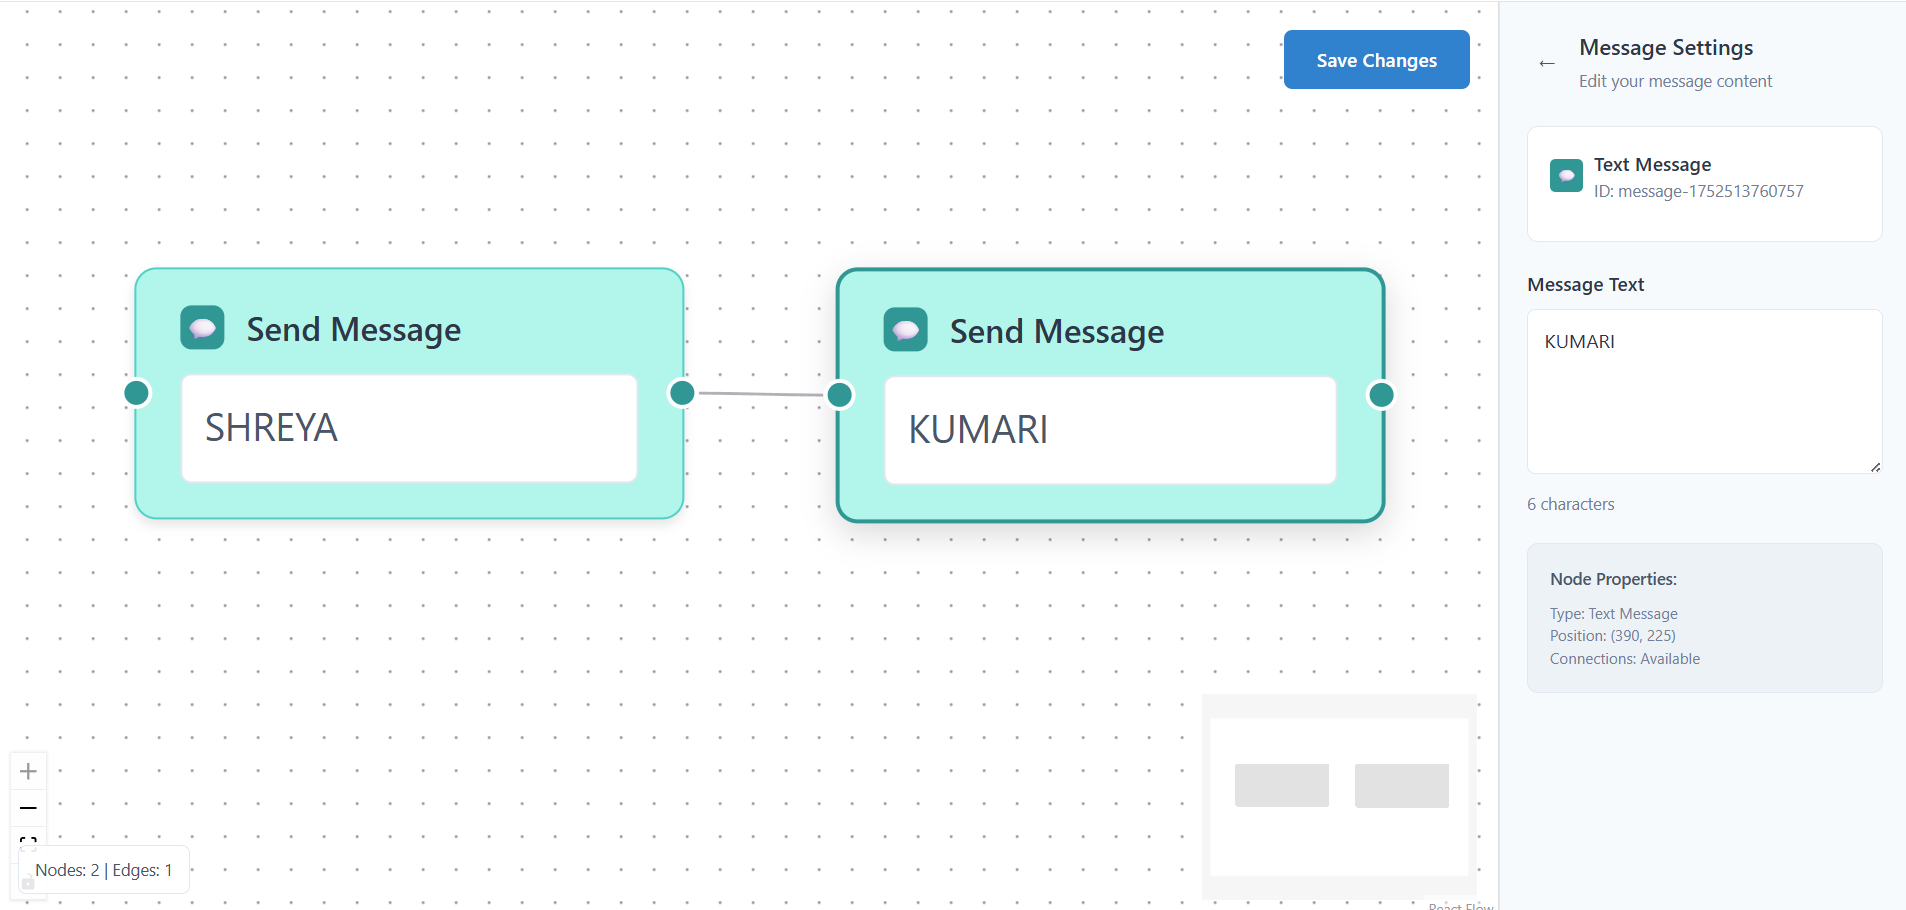 Save Changes
Send Message
SHREYA
Send Message
KUMARI
Nodes: 2 | Edges: 1
React Flow
←
Message Settings
Edit your message content
Text Message
ID: message-1752513760757
Message Text
KUMARI
6 characters
Node Properties:
Type: Text Message
Position: (390, 225)
Connections: Available